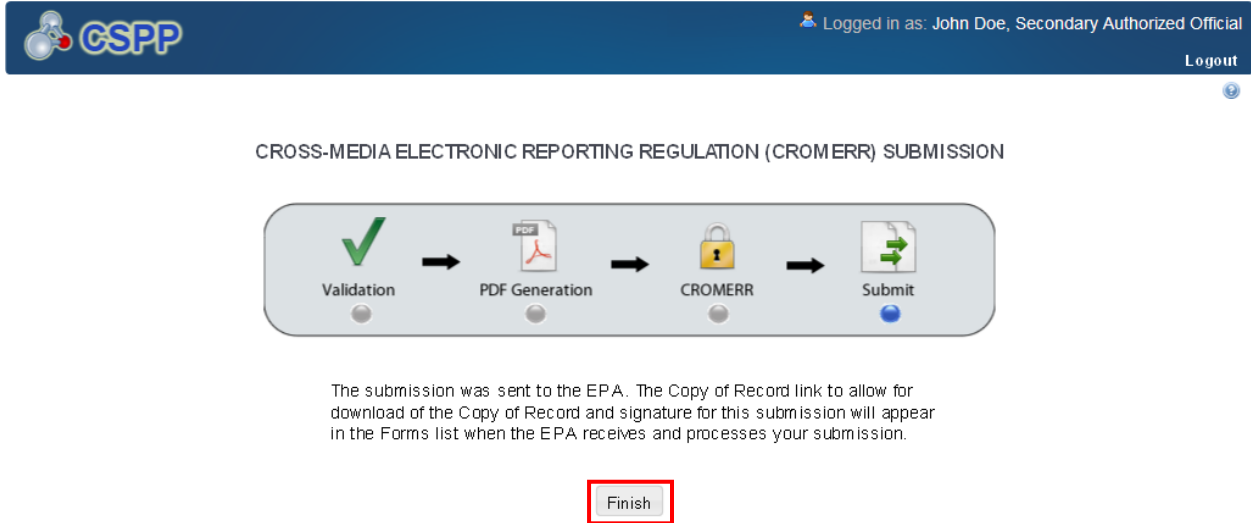 CSPP
Logged in as: John Doe, Secondary Authorized Official
Logout
CROSS-MEDIA ELECTRONIC REPORTING REGULATION (CROMERR) SUBMISSION
PDF
Validation PDF Generation CROMERR Submit
The submission was sent to the EPA. The Copy of Record link to allow for
download of the Copy of Record and signature for this submission will appear
in the Forms list when the EPA receives and processes your submission.
Finish